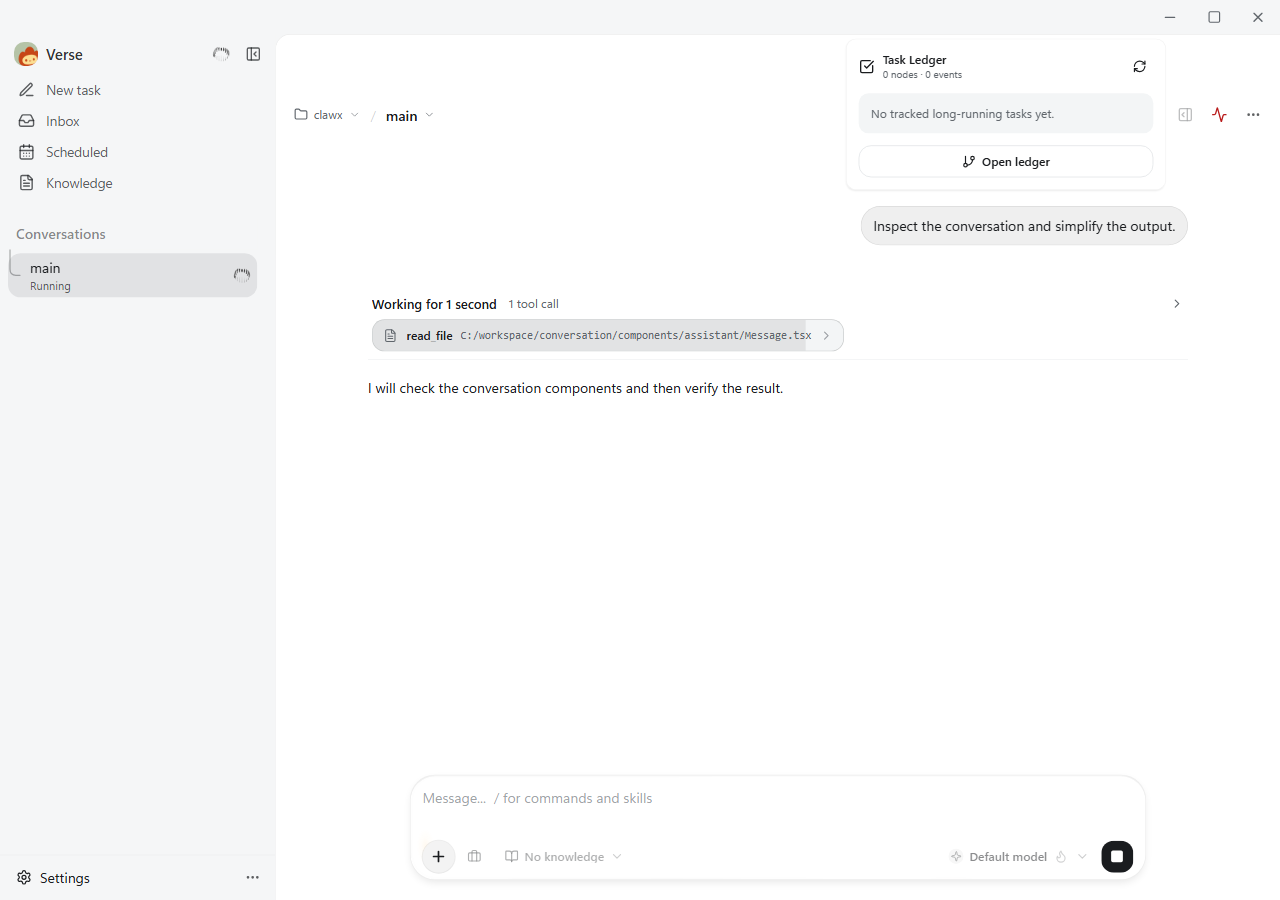 Verse
New task
Inbox
Scheduled
Knowledge
Conversations
main
Running
Settings
clawx / main
Task Ledger
0 nodes · 0 events
No tracked long-running tasks yet.
Open ledger
Inspect the conversation and simplify the output.
Working for 1 second 1 tool call
read_file C:/workspace/conversation/components/assistant/Message.tsx
I will check the conversation components and then verify the result.
Message... / for commands and skills
No knowledge
Default model